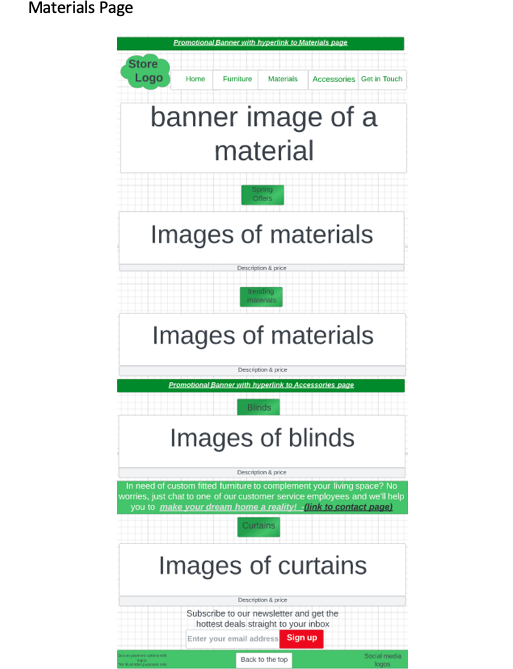 Materials Page
Promotional Banner with hyperlink to Materials page
Store
Logo
Home
Furniture
Materials
Accessories
Get in Touch
banner image of a
material
Spring
Offers
Images of materials
Description & price
Trending
materials
Images of materials
Description & price
Promotional Banner with hyperlink to Accessories page
Blinds
Images of blinds
Description & price
In need of custom fitted furniture to complement your living space? No
worries, just chat to one of our customer service employees and we'll help
you to make your dream home a reality! (link to contact page)
Curtains
Images of curtains
Description & price
Subscribe to our newsletter and get the
hottest deals straight to your inbox
Enter your email address
Sign up
Back to the top
Social media
logos